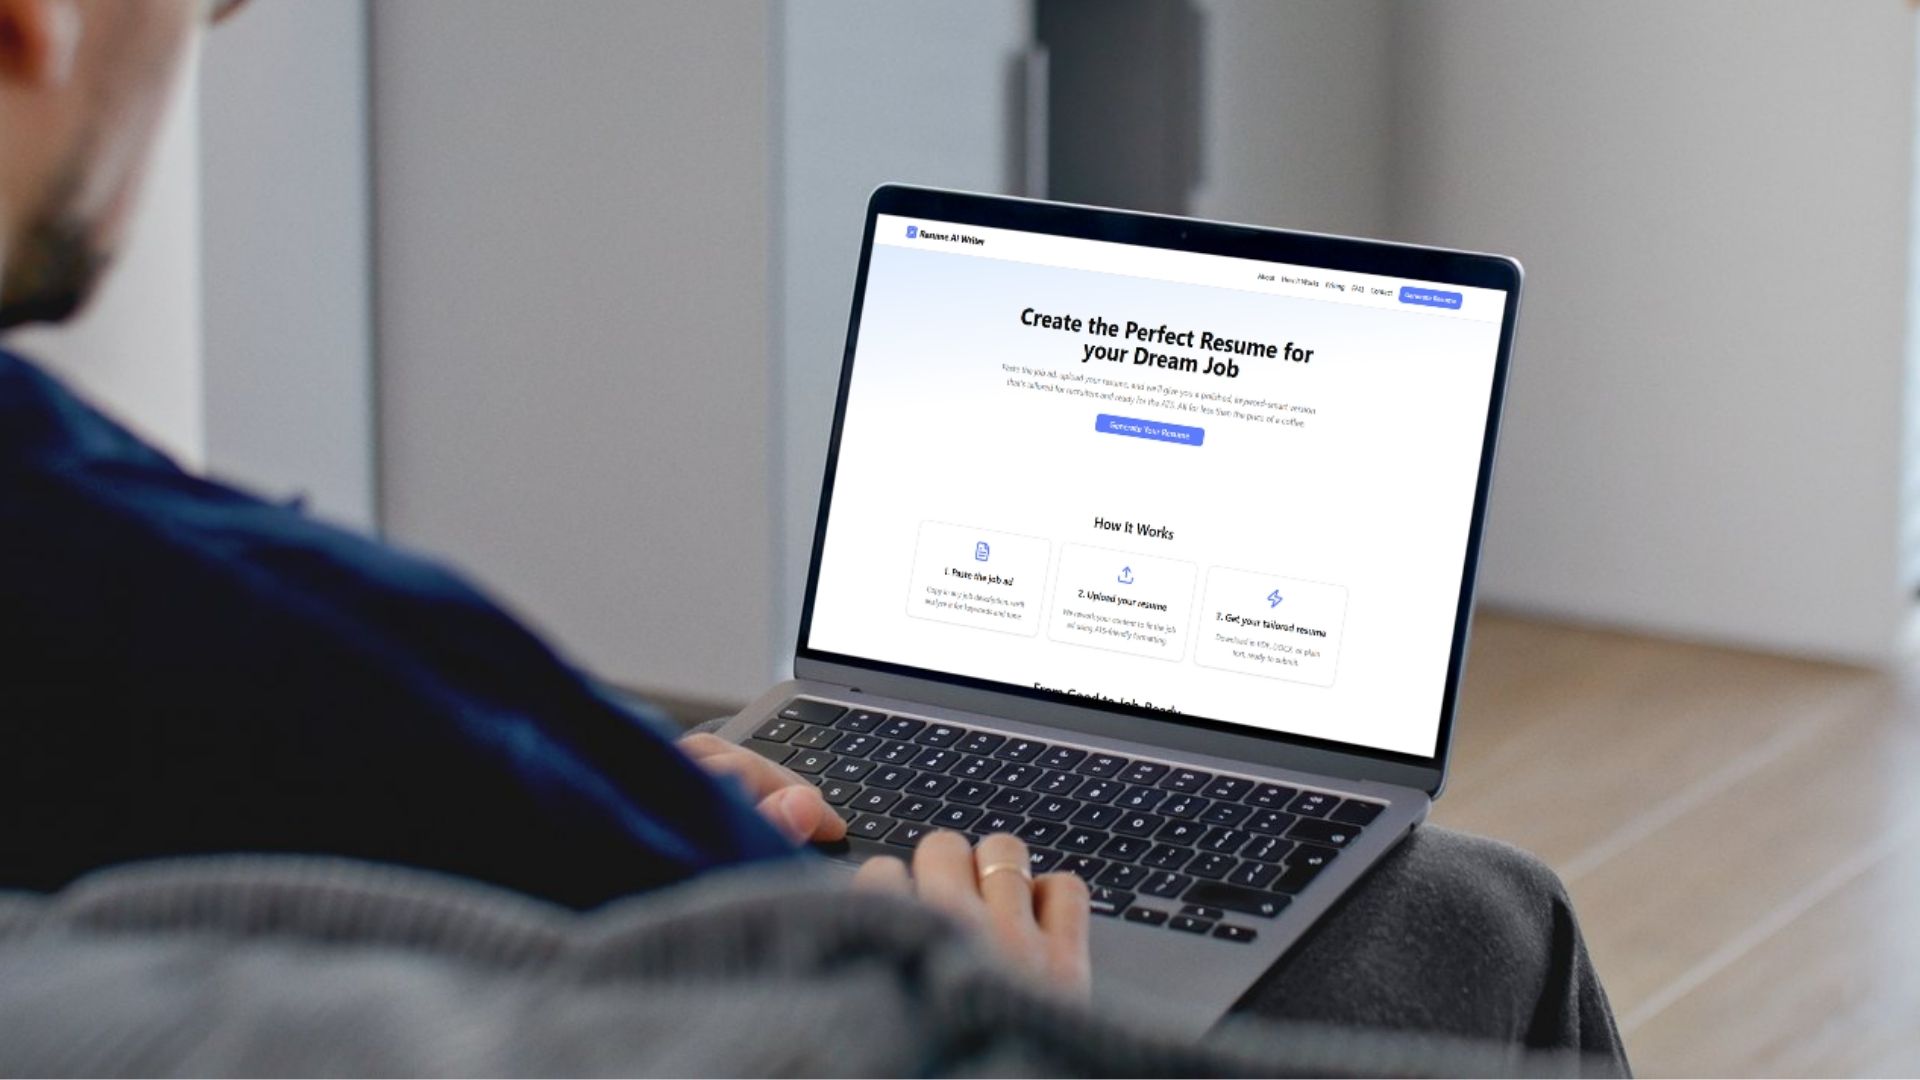 Resume AI Writer
About How it Works Pricing FAQ Contact Generate Resume
Create the Perfect Resume for
your Dream Job
Paste the job ad, upload your resume, and we'll give you a polished, keyword-smart version
that's tailored for recruiters and ready for the ATS. All for less than the price of a coffee.
Generate Your Resume
How It Works
1. Paste the job ad
Copy in any job description, we'll
analyze it for keywords and tone.
2. Upload your resume
We rework your content to fit the job
ad using ATS-friendly formatting.
3. Get your tailored resume
Download in PDF, DOCX, or plain
text, ready to submit.
From Good to Job-Ready
Q W E R T Y U I O P
S D F G H J K L
C V M